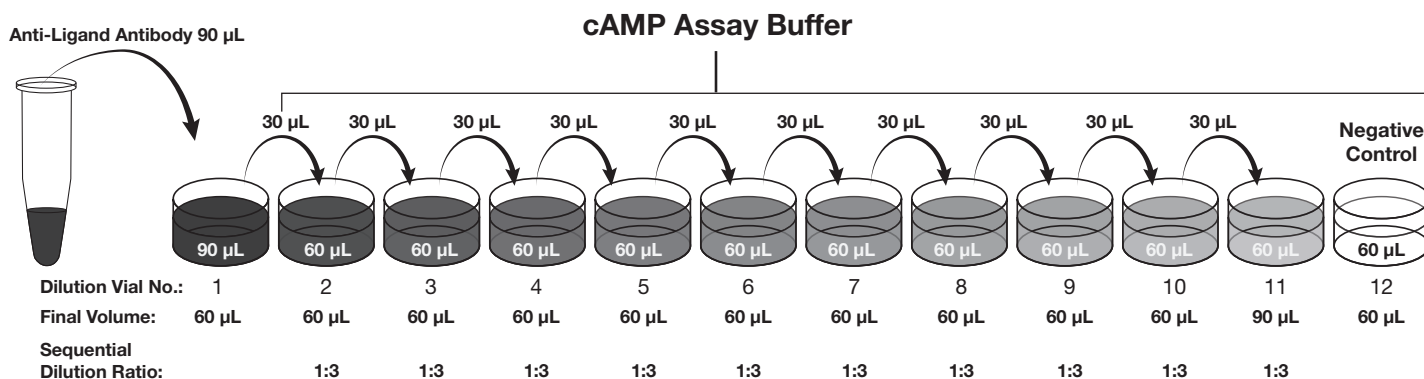 cAMP Assay Buffer
Anti-Ligand Antibody 90 µL
30 µL 30 µL 30 µL 30 µL 30 µL 30 µL 30 µL 30 µL 30 µL 30 µL
Negative
Control
90 µL 60 µL 60 µL 60 µL 60 µL 60 µL 60 µL 60 µL 60 µL 60 µL 60 µL 60 µL
Dilution Vial No.: 1 2 3 4 5 6 7 8 9 10 11 12
Final Volume: 60 µL 60 µL 60 µL 60 µL 60 µL 60 µL 60 µL 60 µL 60 µL 60 µL 90 µL 60 µL
Sequential
Dilution Ratio: 1:3 1:3 1:3 1:3 1:3 1:3 1:3 1:3 1:3 1:3